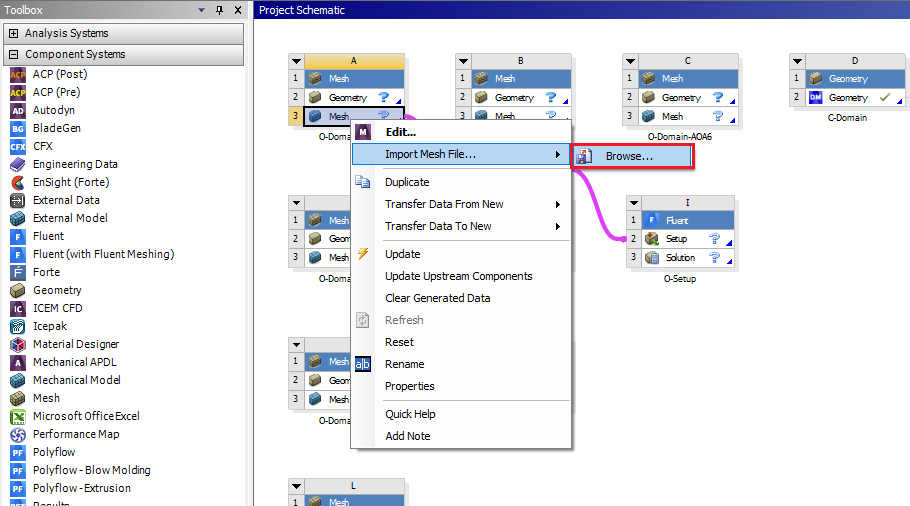 Toolbox
Project Schematic
Analysis Systems
Component Systems
ACP (Post)
ACP (Pre)
Autodyn
BladeGen
CFX
Engineering Data
EnSight (Forte)
External Data
External Model
Fluent
Fluent (with Fluent Meshing)
Forte
Geometry
ICEM CFD
Icepak
Material Designer
Mechanical APDL
Mechanical Model
Mesh
Microsoft Office Excel
Performance Map
Polyflow
Polyflow - Blow Molding
Polyflow - Extrusion
Results
A
1 Mesh
2 Geometry ?
3 Mesh ?
O-Dom
B
1 Mesh
2 Geometry ?
3 Mesh ?
C
1 Mesh
2 Geometry ?
3 Mesh ?
O-Domain-AOA6
D
1 Geometry
2 DM Geometry
C-Domain
Edit...
Import Mesh File...
Browse...
Duplicate
Transfer Data From New
Transfer Data To New
Update
Update Upstream Components
Clear Generated Data
Refresh
Reset
Rename
Properties
Quick Help
Add Note
1 Mesh
2 Geom
3 Mesh
O-Doma
I
1 Fluent
2 Setup ?
3 Solution ?
O-Setup
1 Mesh
2 Geom
3 Mesh
O-Doma
L
1 Mesh